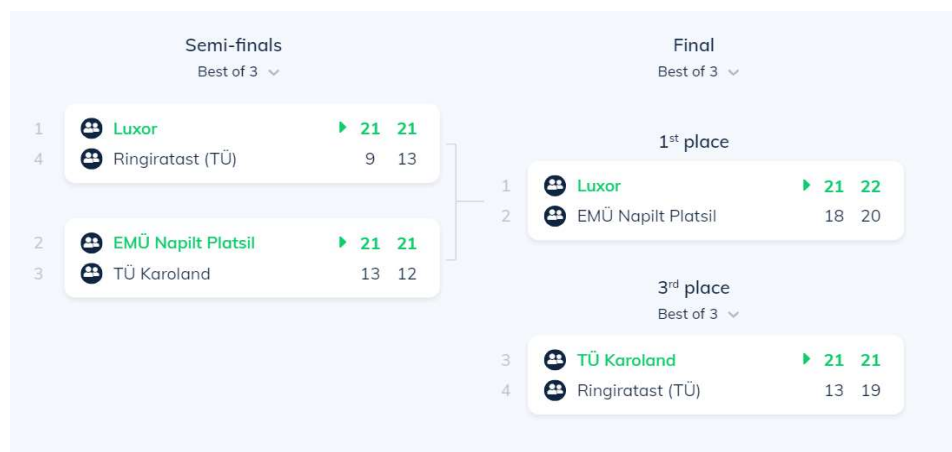 Semi-finals
Best of 3
1 Luxor 21 21
4 Ringiratast (TÜ) 9 13
2 EMÜ Napilt Platsil 21 21
3 TÜ Karoland 13 12
Final
Best of 3
1st place
1 Luxor 21 22
2 EMÜ Napilt Platsil 18 20
3rd place
Best of 3
3 TÜ Karoland 21 21
4 Ringiratast (TÜ) 13 19